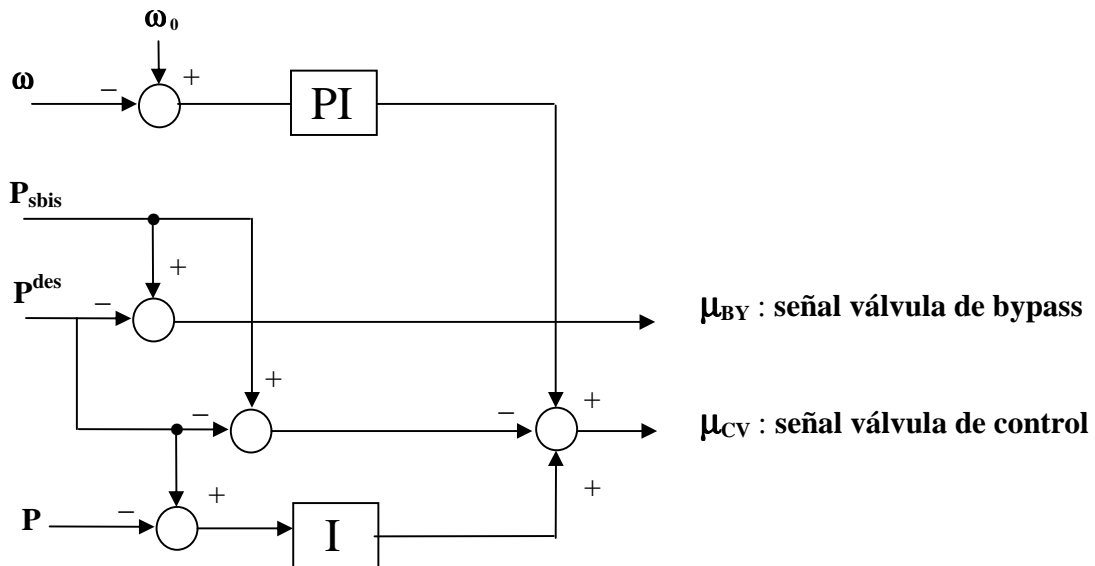 ω₀
ω
−
+
PI
P_sbis
+
P^des
−
μ_BY : señal válvula de bypass
+
−
−
+
μ_CV : señal válvula de control
P
−
+
I
+